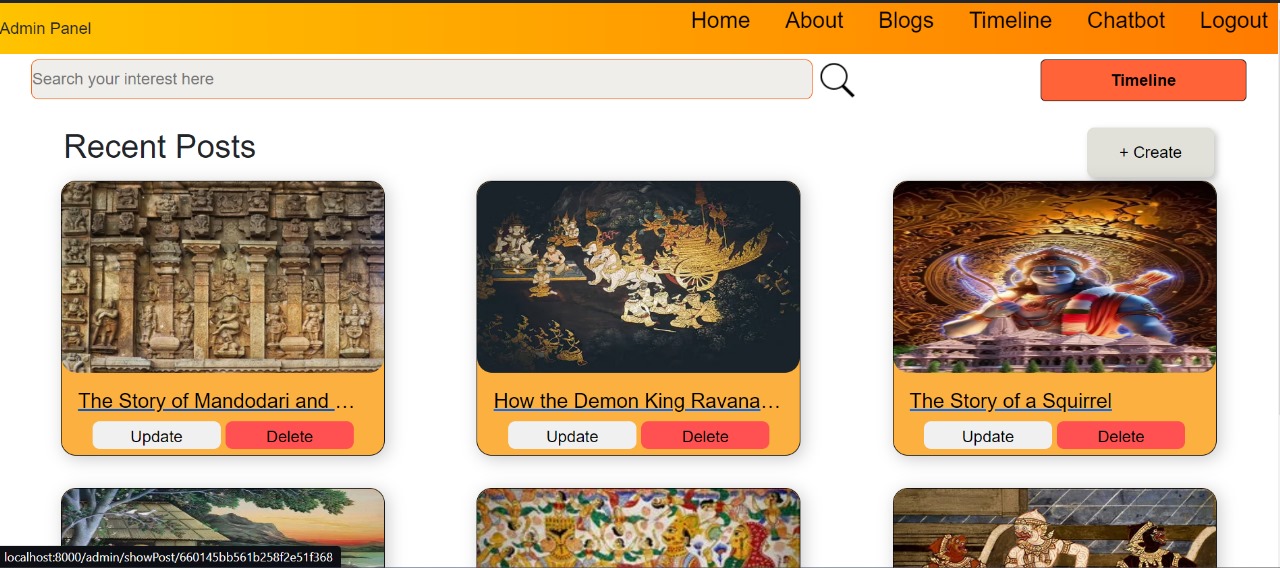 Admin Panel
Home About Blogs Timeline Chatbot Logout
Search your interest here
Timeline
Recent Posts
+ Create
The Story of Mandodari and ...
How the Demon King Ravana...
The Story of a Squirrel
Update Delete
Update Delete
Update Delete
localhost:8000/admin/showPost/660145bb561b258f2e51f368